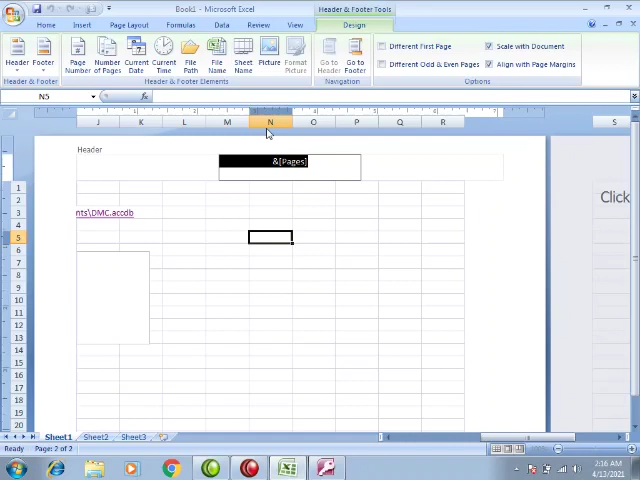 Book1 - Microsoft Excel
Header & Footer Tools
Home
Insert
Page Layout
Formulas
Data
Review
View
Design
Header
Footer
Page Number
Number of Pages
Current Date
Current Time
File Path
File Name
Sheet Name
Picture
Format Picture
Go to Header
Go to Footer
Different First Page
Different Odd & Even Pages
Scale with Document
Align with Page Margins
Header & Footer
Header & Footer Elements
Navigation
Options
N5
fx
J K L M N O P Q R S
Header
&[Pages]
1
2
3 nts\DMC.accdb
Click
4
5
6
7
8
9
10
11
12
13
14
15
16
17
18
19
20
Sheet1 Sheet2 Sheet3
Ready Page: 2 of 2
100%
2:16 AM
4/13/2021